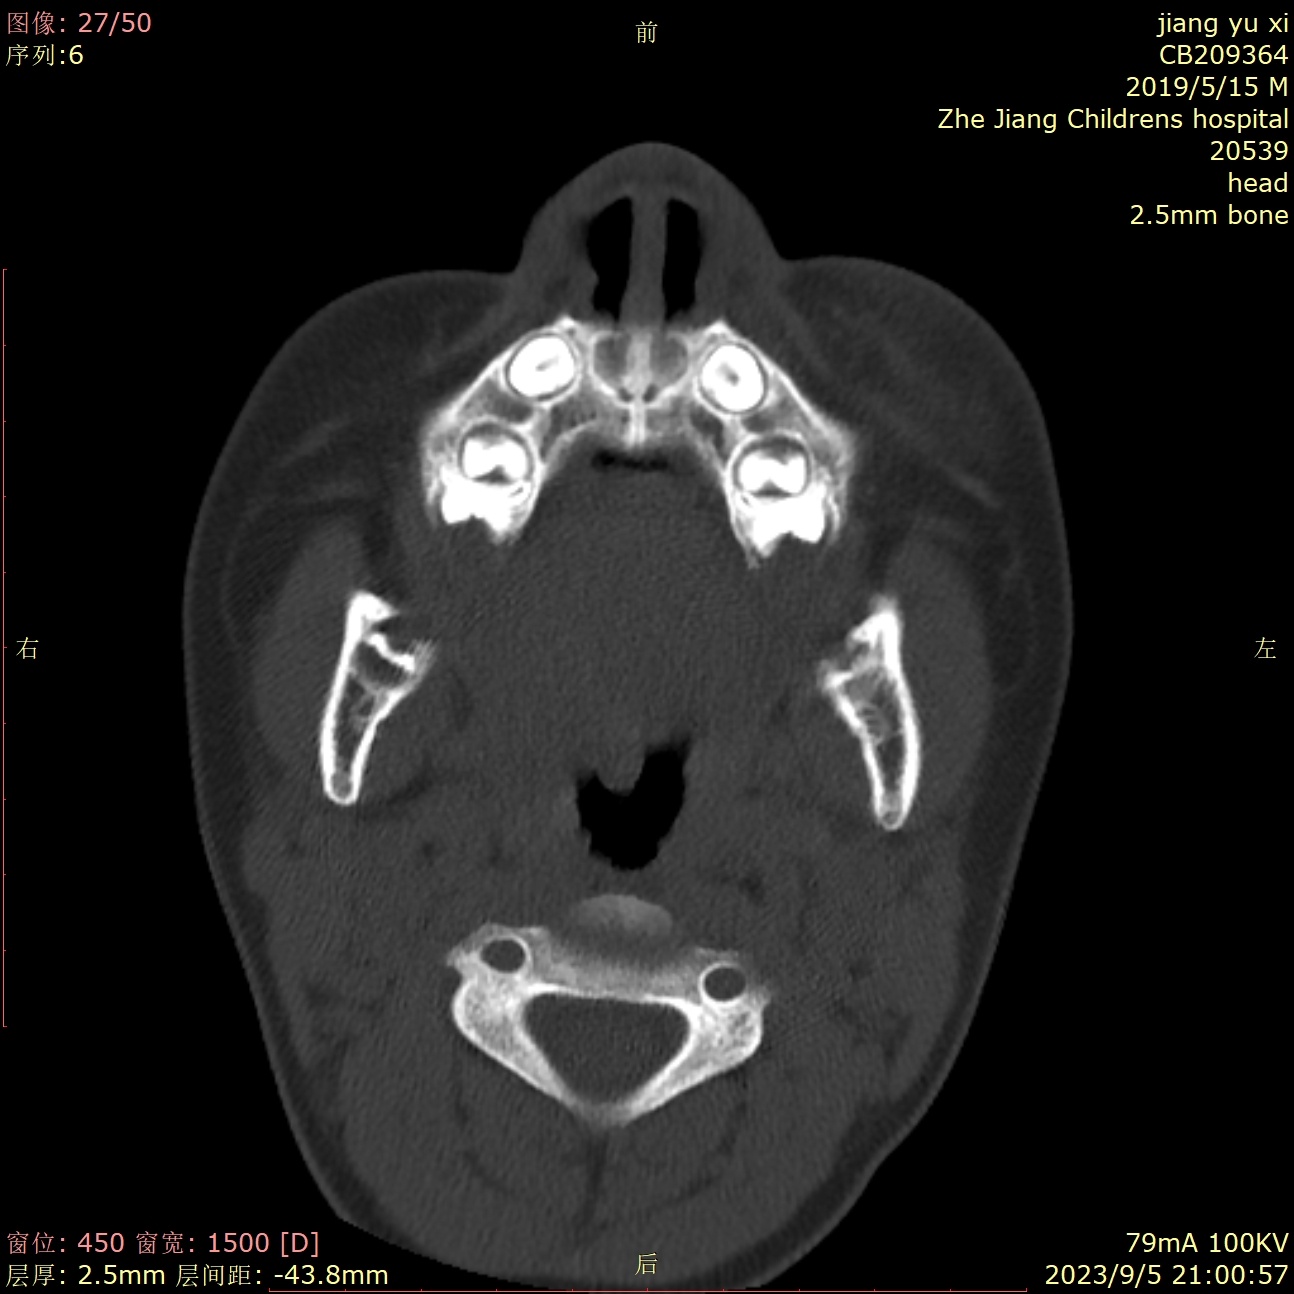 图像: 27/50
序列:6
前
jiang yu xi
CB209364
2019/5/15 M
Zhe Jiang Childrens hospital
20539
head
2.5mm bone
右
左
窗位: 450 窗宽: 1500 [D]
层厚: 2.5mm 层间距: -43.8mm
后
79mA 100KV
2023/9/5 21:00:57